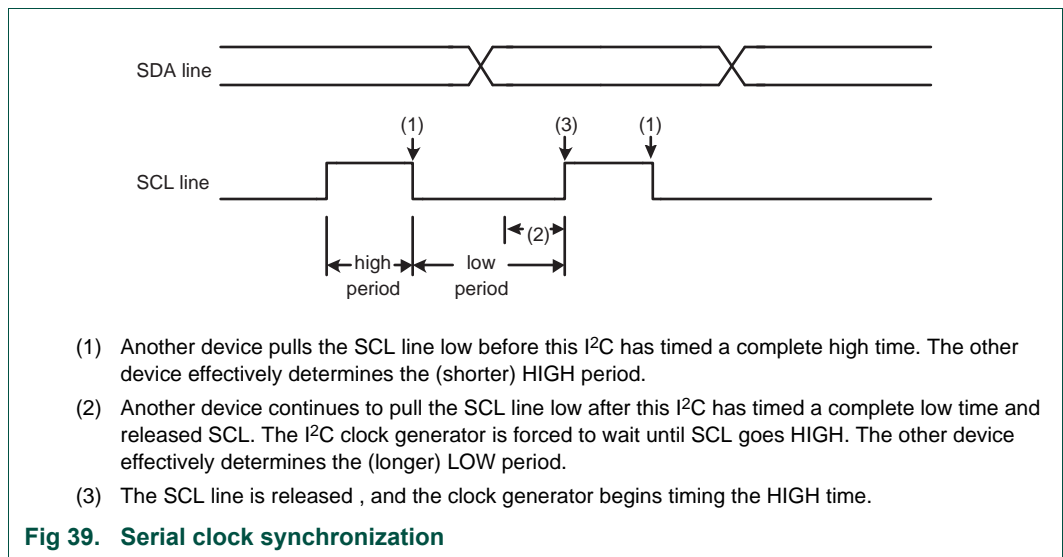 SDA line
(1)
(3)
(1)
SCL line
(2)
high
period
low
period
(1) Another device pulls the SCL line low before this I2C has timed a complete high time. The other
device effectively determines the (shorter) HIGH period.
(2) Another device continues to pull the SCL line low after this I2C has timed a complete low time and
released SCL. The I2C clock generator is forced to wait until SCL goes HIGH. The other device
effectively determines the (longer) LOW period.
(3) The SCL line is released , and the clock generator begins timing the HIGH time.
Fig 39. Serial clock synchronization